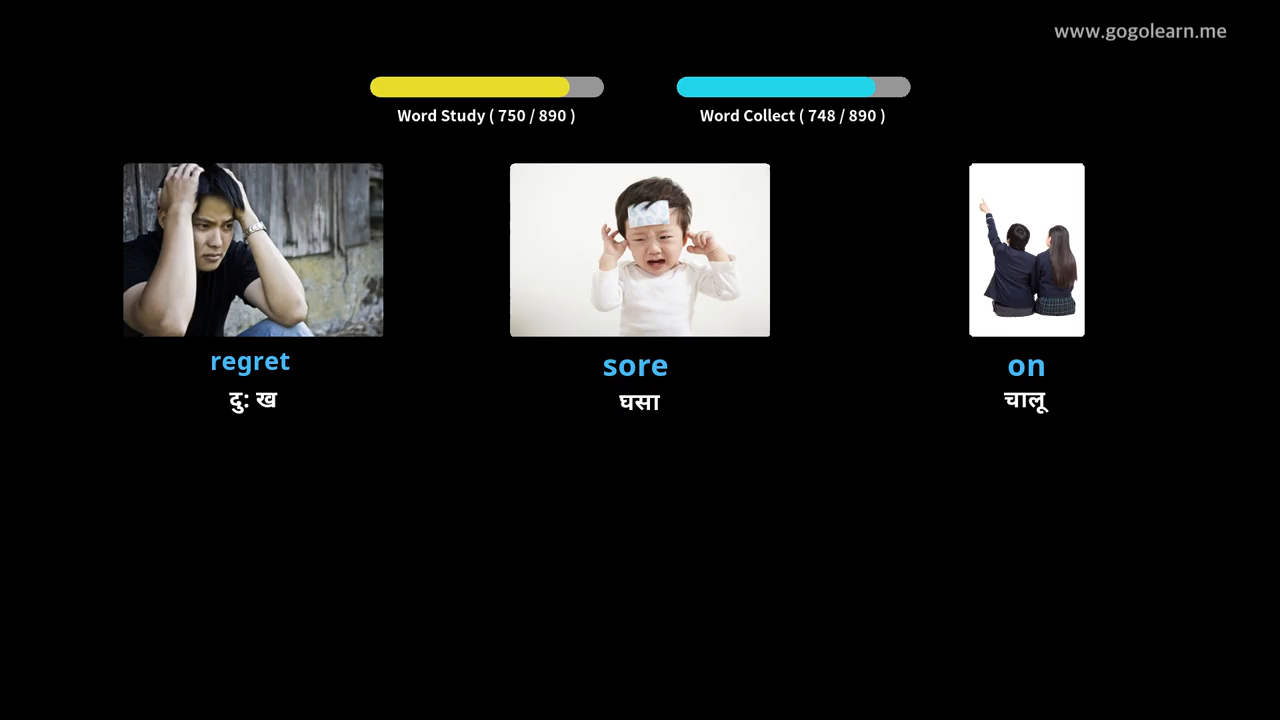 www.gogolearn.me
Word Study ( 750 / 890 )
Word Collect ( 748 / 890 )
regret
sore
on
दु: ख
घसा
चालू